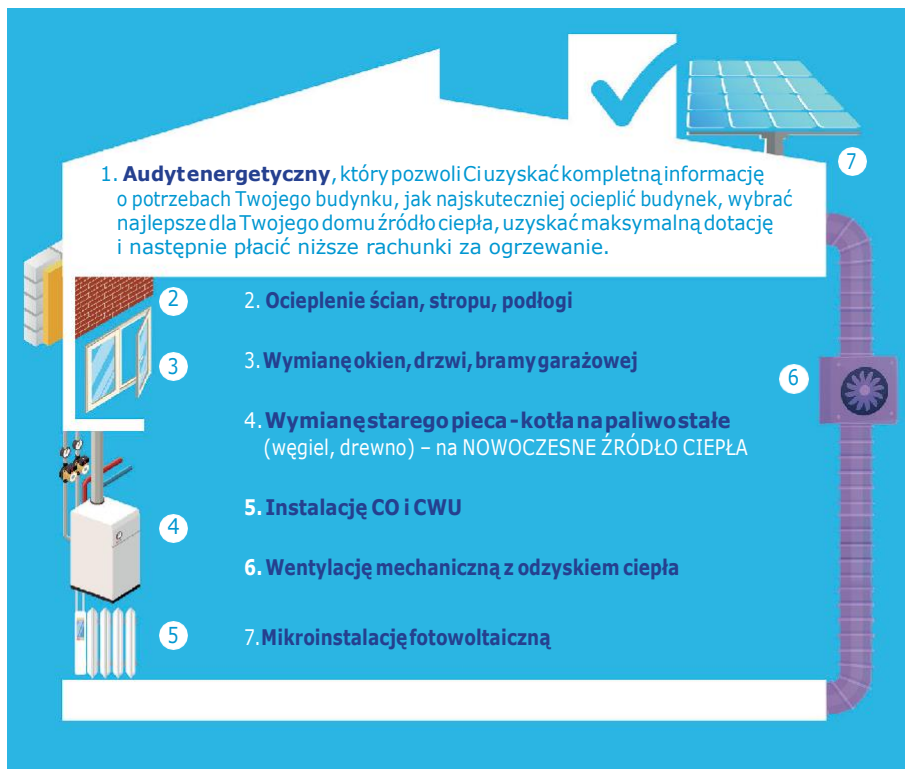 7
1. Audyt energetyczny, który pozwoli Ci uzyskać kompletną informację
o potrzebach Twojego budynku, jak najskuteczniej ocieplić budynek, wybrać
najlepsze dla Twojego domu źródło ciepła, uzyskać maksymalną dotację
i następnie płacić niższe rachunki za ogrzewanie.
2
2. Ocieplenie ścian, stropu, podłogi
3
3. Wymianę okien, drzwi, bramy garażowej
6
4. Wymianę starego pieca - kotła na paliwo stałe
(węgiel, drewno) – na NOWOCZESNE ŹRÓDŁO CIEPŁA
4
5. Instalację CO i CWU
6. Wentylację mechaniczną z odzyskiem ciepła
5
7. Mikroinstalację fotowoltaiczną